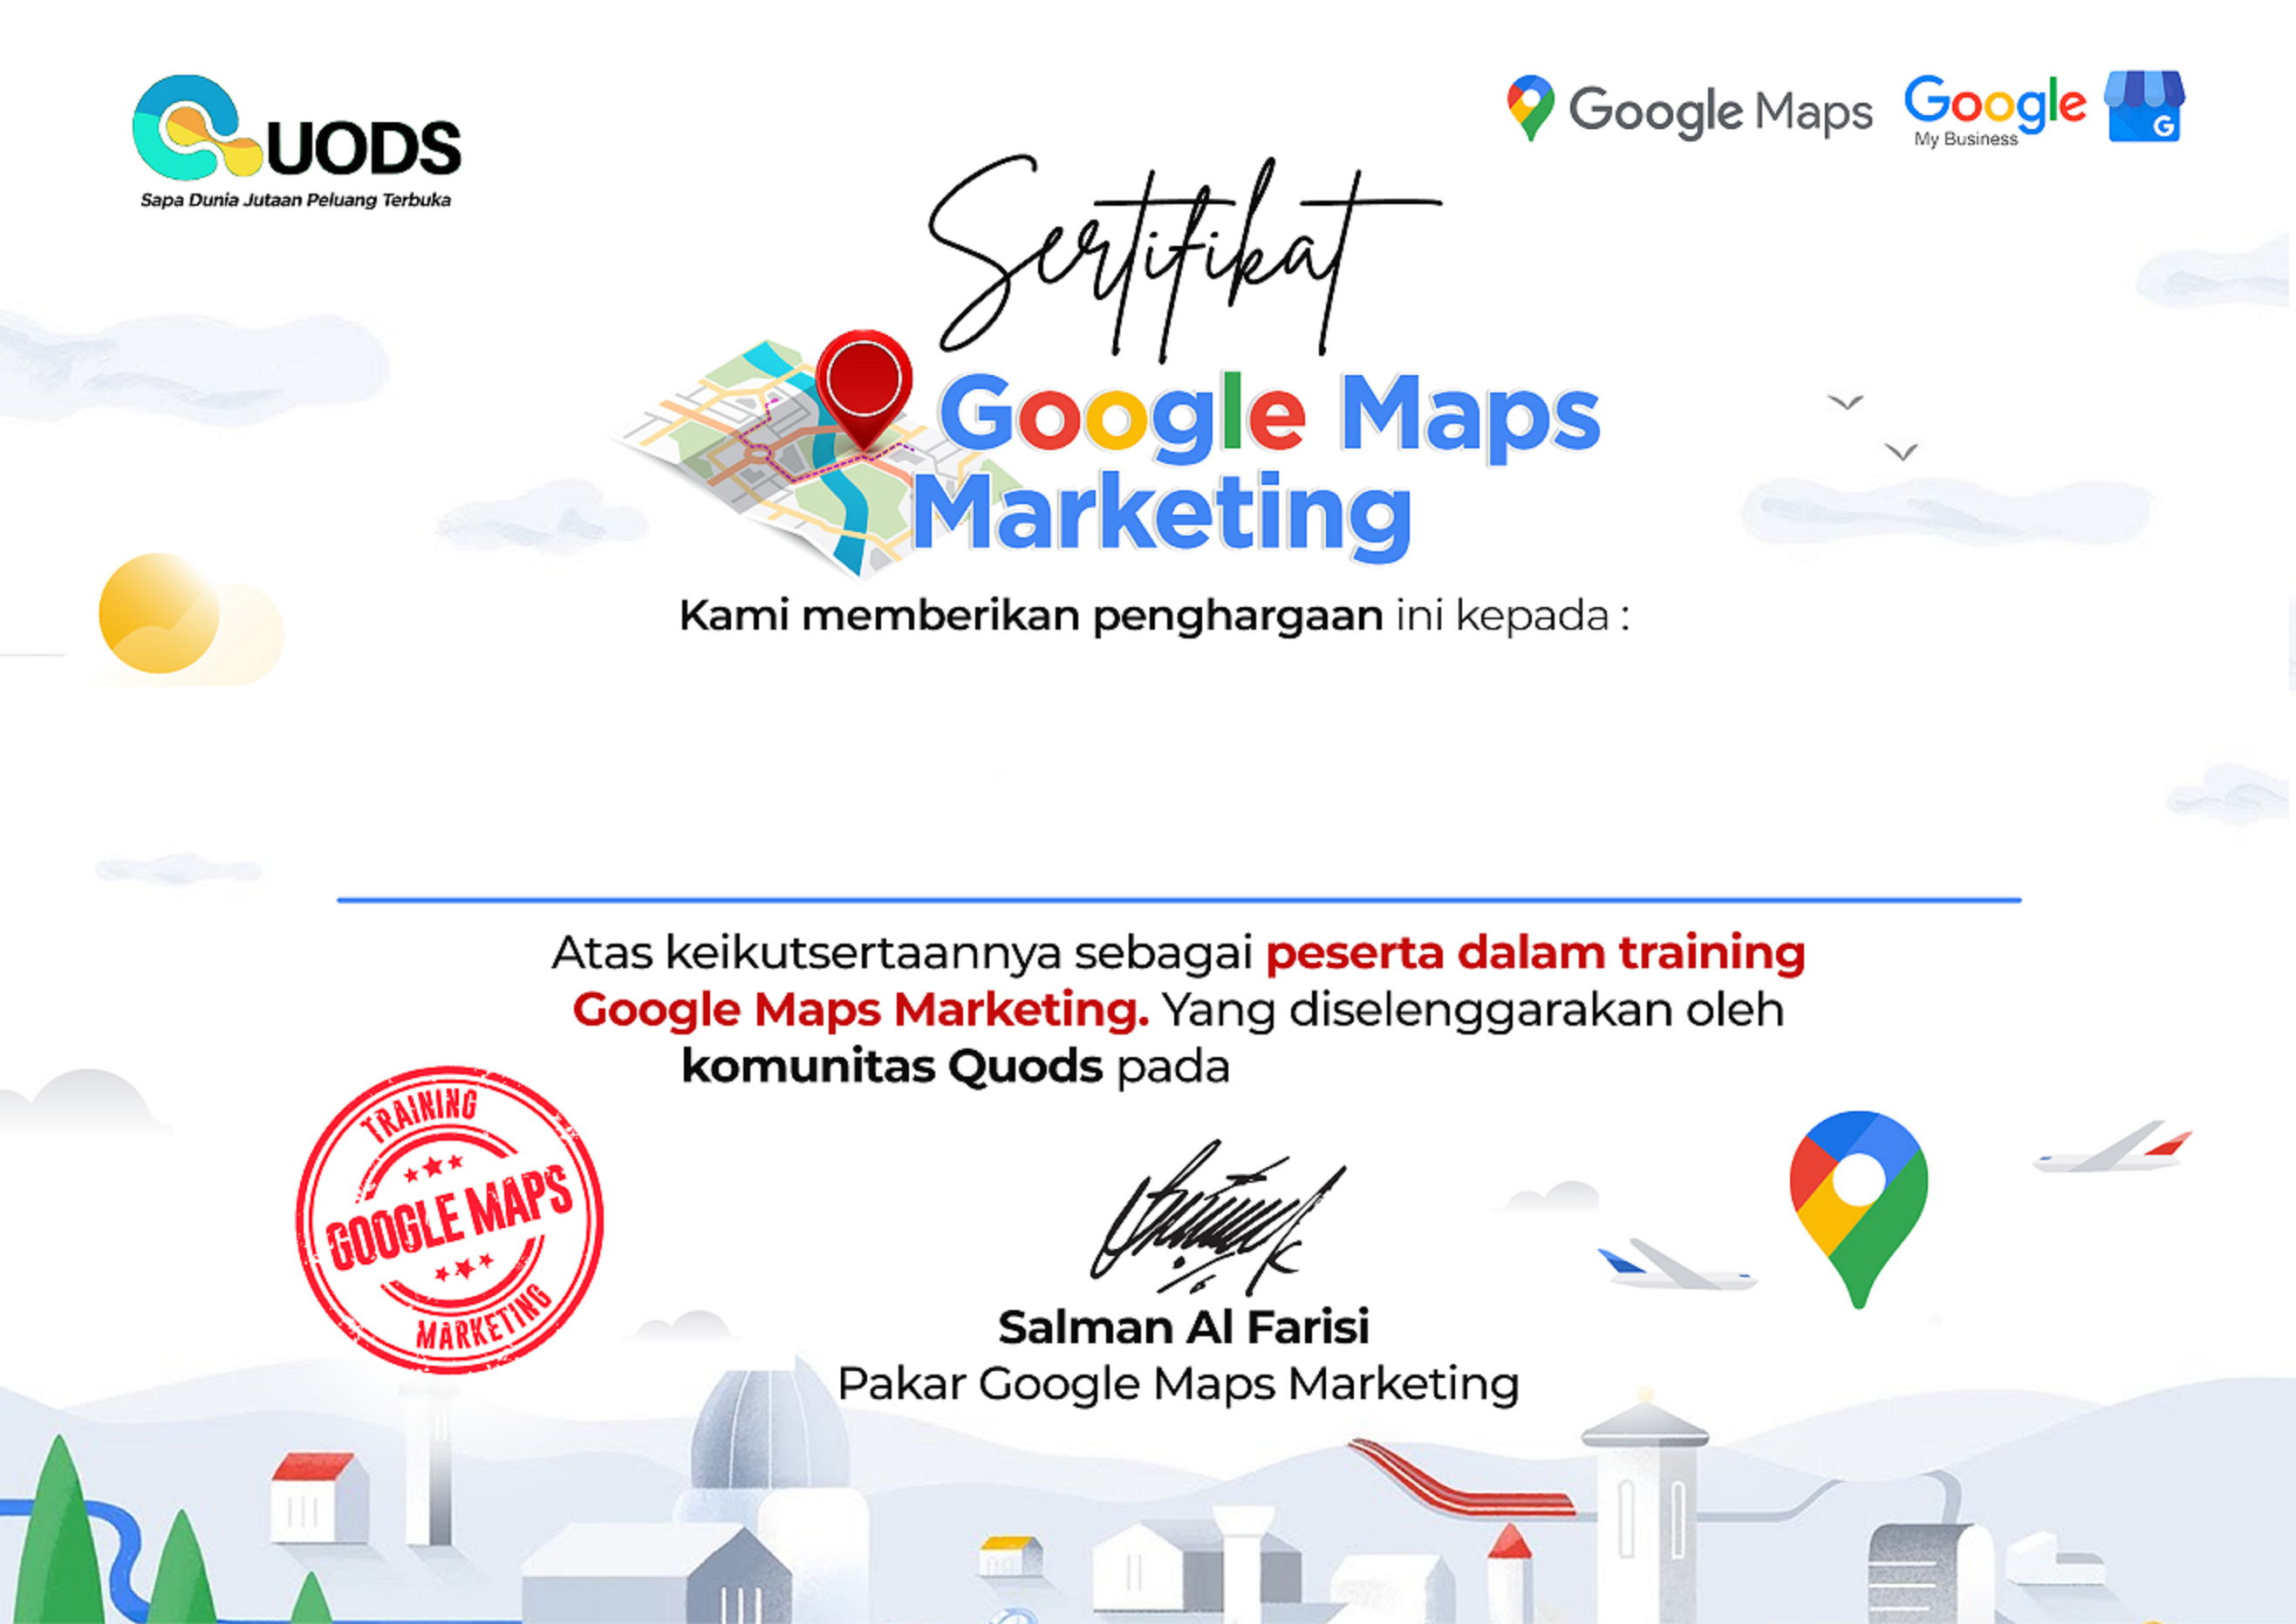 QUODS
Sapa Dunia Jutaan Peluang Terbuka
Google Maps
Google
My Business
G
Sertifikat
Google Maps
Marketing
Kami memberikan penghargaan ini kepada :
Atas keikutsertaannya sebagai peserta dalam training
Google Maps Marketing. Yang diselenggarakan oleh
komunitas Quods pada
TRAINING
GOOGLE MAPS
MARKETING
Salman Al Farisi
Pakar Google Maps Marketing